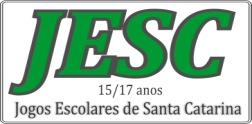 JESC
15/17 anos
Jogos Escolares de Santa Catarina